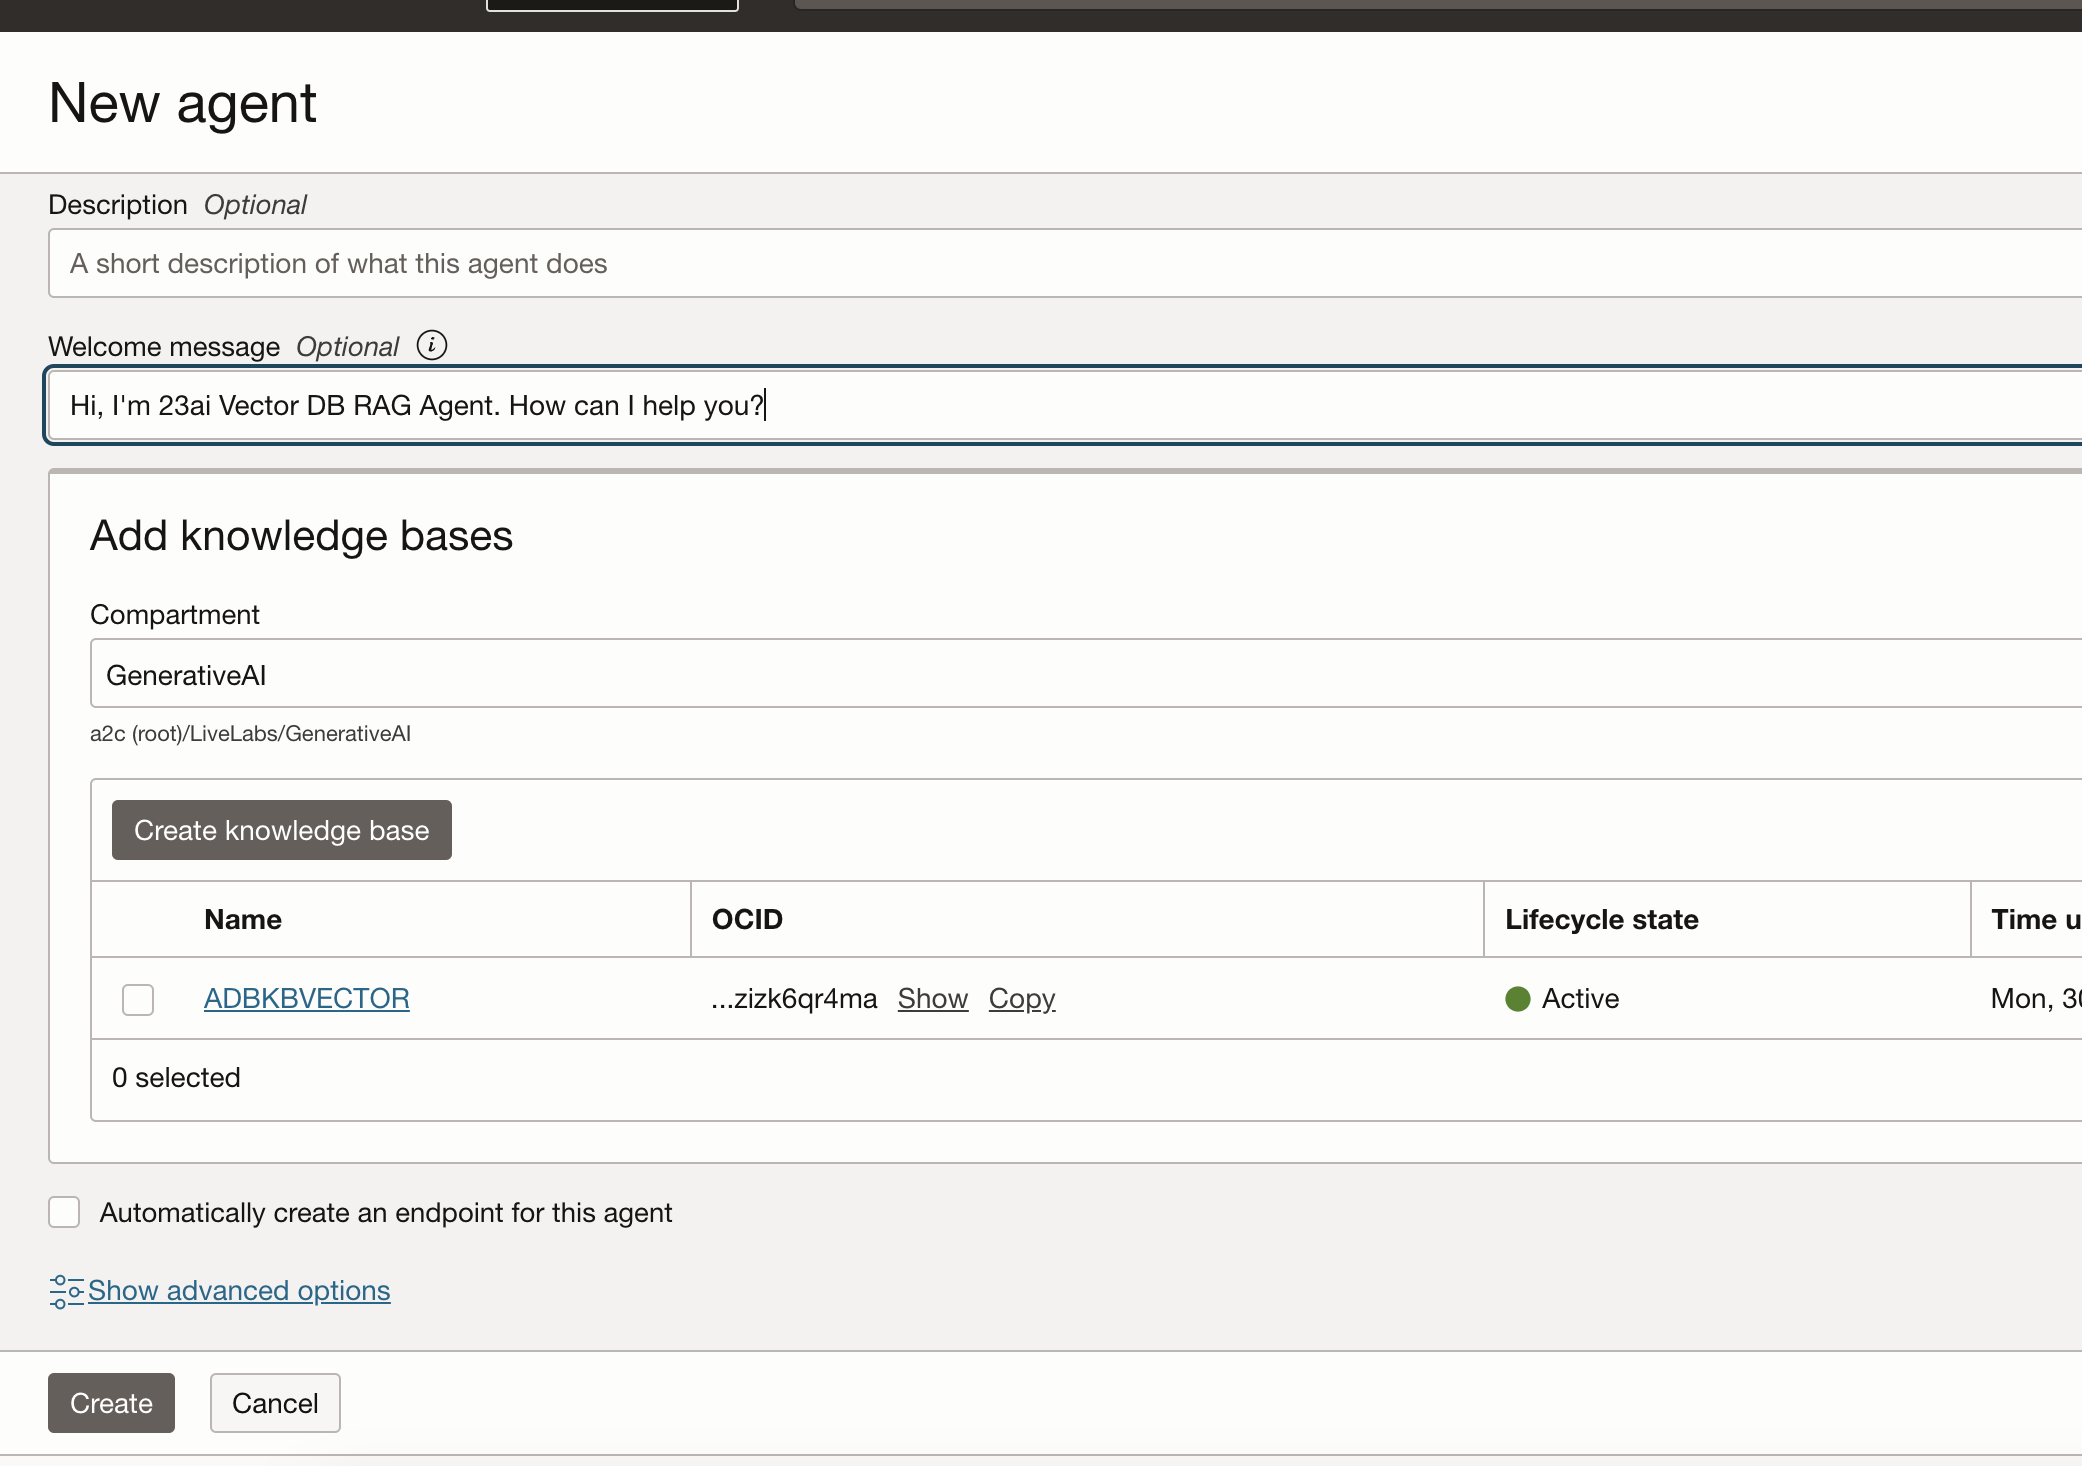 New agent
Description Optional
A short description of what this agent does
Welcome message Optional i
Hi, I'm 23ai Vector DB RAG Agent. How can I help you?
Add knowledge bases
Compartment
GenerativeAI
a2c (root)/LiveLabs/GenerativeAI
Create knowledge base
Name OCID Lifecycle state Time u
ADBKBVECTOR ...zizk6qr4ma Show Copy Active Mon, 30
0 selected
Automatically create an endpoint for this agent
Show advanced options
Create Cancel